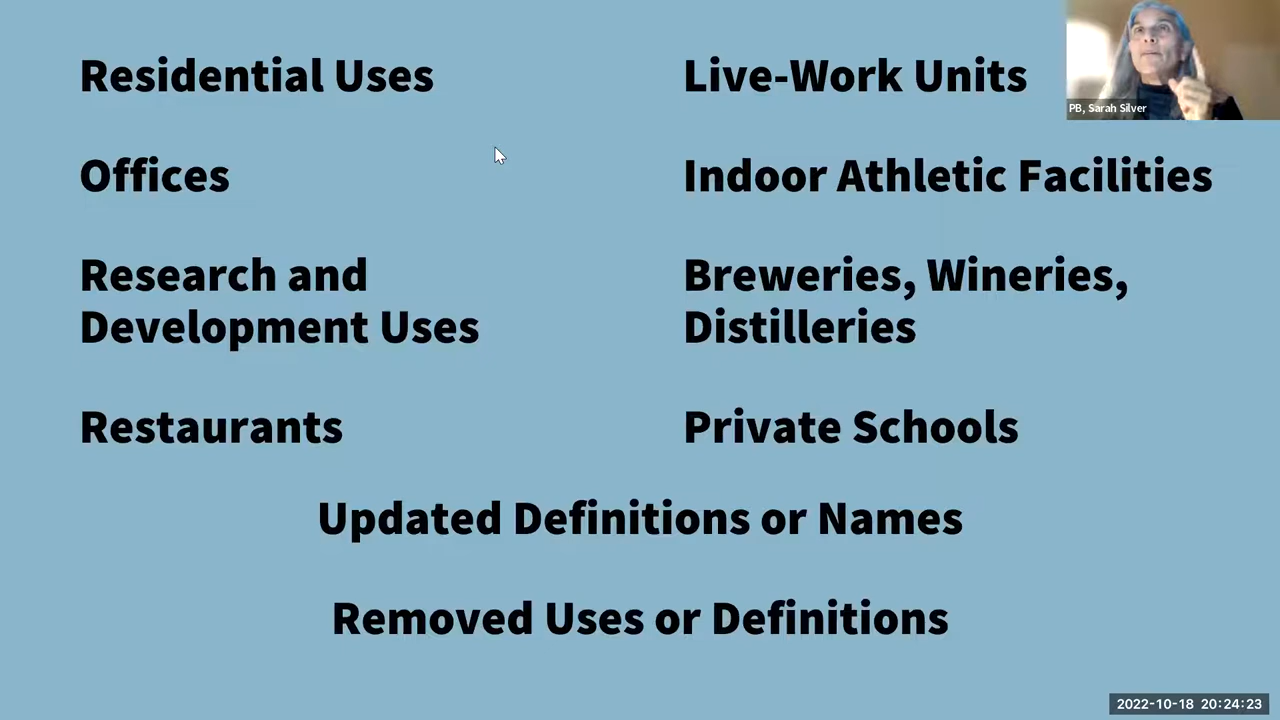 Residential Uses
Live-Work Units
PB, Sarah Silver
Offices
Indoor Athletic Facilities
Research and
Development Uses
Breweries, Wineries,
Distilleries
Restaurants
Private Schools
Updated Definitions or Names
Removed Uses or Definitions
2022-10-18 20:24:23